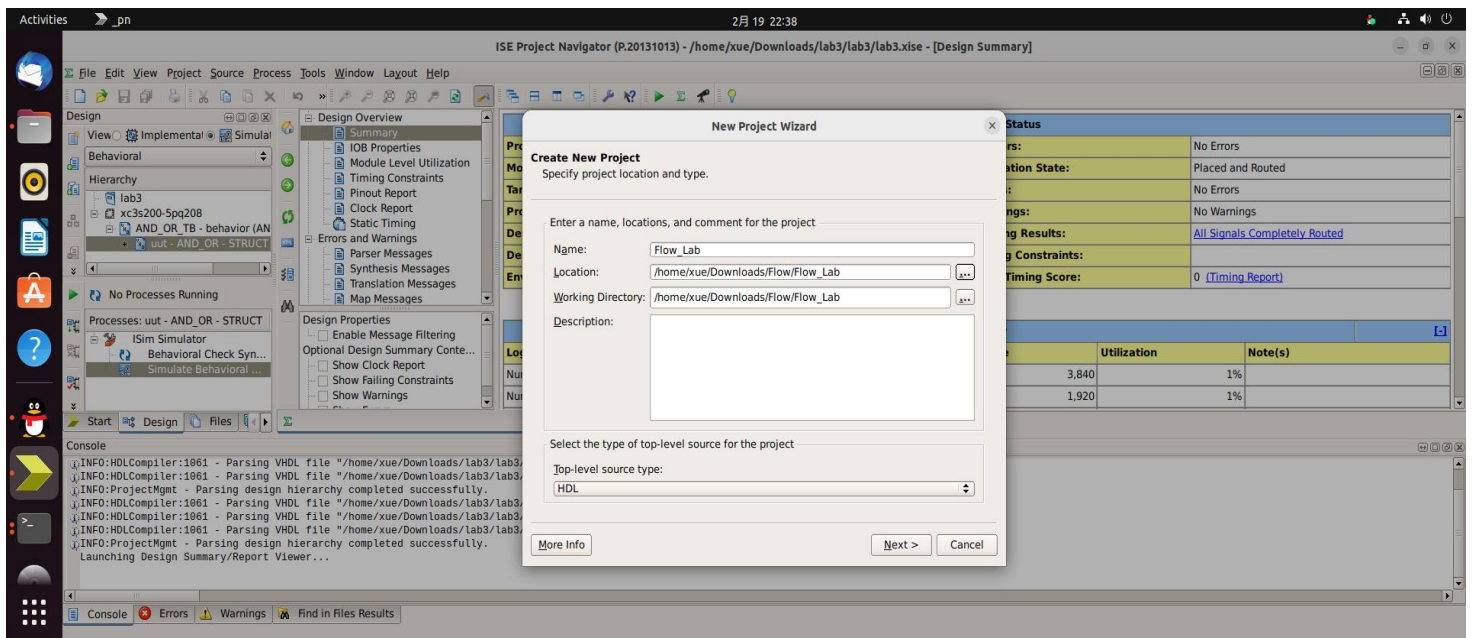 Activities
_pn
2月 19 22:38
ISE Project Navigator (P.20131013) - /home/xue/Downloads/lab3/lab3/lab3.xise - [Design Summary]
File Edit View Project Source Process Tools Window Layout Help
Design
View: Implementat Simulat
Behavioral
Hierarchy
lab3
xc3s200-5pq208
AND_OR_TB - behavior (AN
uut - AND_OR - STRUCT
No Processes Running
Processes: uut - AND_OR - STRUCT
ISim Simulator
Behavioral Check Syn...
Simulate Behavioral ...
Start Design Files
Design Overview
Summary
IOB Properties
Module Level Utilization
Timing Constraints
Pinout Report
Clock Report
Static Timing
Errors and Warnings
Parser Messages
Synthesis Messages
Translation Messages
Map Messages
Design Properties
Enable Message Filtering
Optional Design Summary Conte...
Show Clock Report
Show Failing Constraints
Show Warnings
New Project Wizard
Create New Project
Specify project location and type.
Enter a name, locations, and comment for the project
Name: Flow_Lab
Location: /home/xue/Downloads/Flow/Flow_Lab ...
Working Directory: /home/xue/Downloads/Flow/Flow_Lab ...
Description:
Select the type of top-level source for the project
Top-level source type:
HDL
More Info Next > Cancel
Status
rs: No Errors
ation State: Placed and Routed
: No Errors
ngs: No Warnings
ng Results: All Signals Completely Routed
g Constraints:
Timing Score: 0 (Timing Report)
[-]
e Utilization Note(s)
3,840 1%
1,920 1%
Console
INFO:HDLCompiler:1061 - Parsing VHDL file "/home/xue/Downloads/lab3/lab3/
INFO:HDLCompiler:1061 - Parsing VHDL file "/home/xue/Downloads/lab3/lab3/
INFO:ProjectMgmt - Parsing design hierarchy completed successfully.
INFO:HDLCompiler:1061 - Parsing VHDL file "/home/xue/Downloads/lab3/lab3/
INFO:HDLCompiler:1061 - Parsing VHDL file "/home/xue/Downloads/lab3/lab3/
INFO:HDLCompiler:1061 - Parsing VHDL file "/home/xue/Downloads/lab3/lab3/
INFO:ProjectMgmt - Parsing design hierarchy completed successfully.
Launching Design Summary/Report Viewer...
Console Errors Warnings Find in Files Results